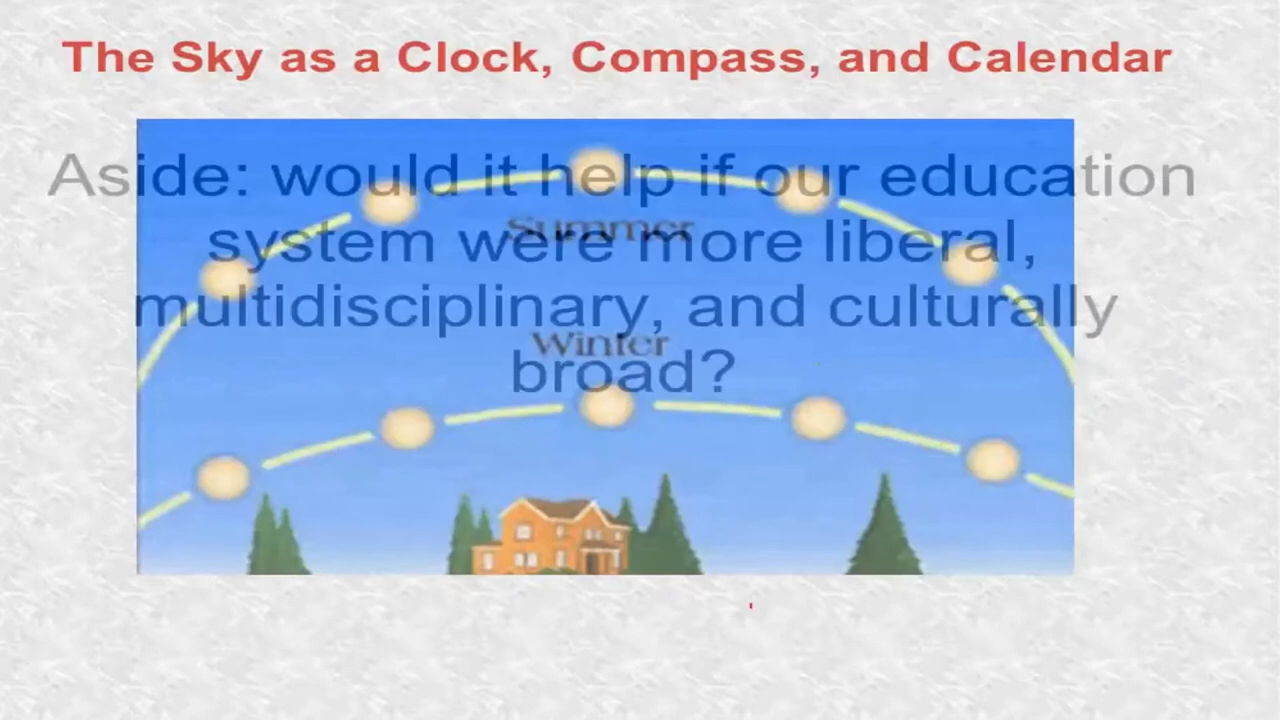 The Sky as a Clock, Compass, and Calendar
Aside: would it help if our education
system were more liberal,
multidisciplinary, and culturally
broad?
Summer
Winter